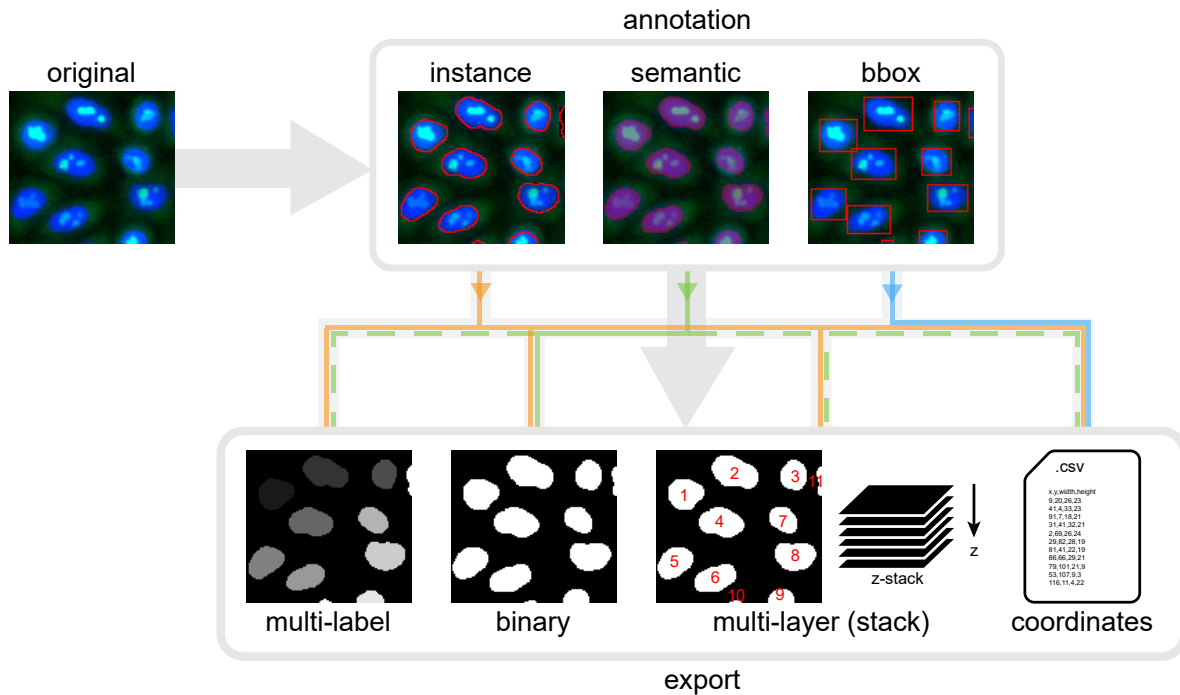 annotation
original
instance
semantic
bbox
1
2
3
11
4
7
5
6
8
10
9
z-stack
z
.CSV
x,y,width,height
9,20,26,23
41,4,33,23
91,7,18,21
31,41,32,21
2,69,26,24
29,82,28,19
81,41,22,19
86,66,29,21
79,101,21,9
53,107,9,3
116,11,4,22
multi-label
binary
multi-layer (stack)
coordinates
export